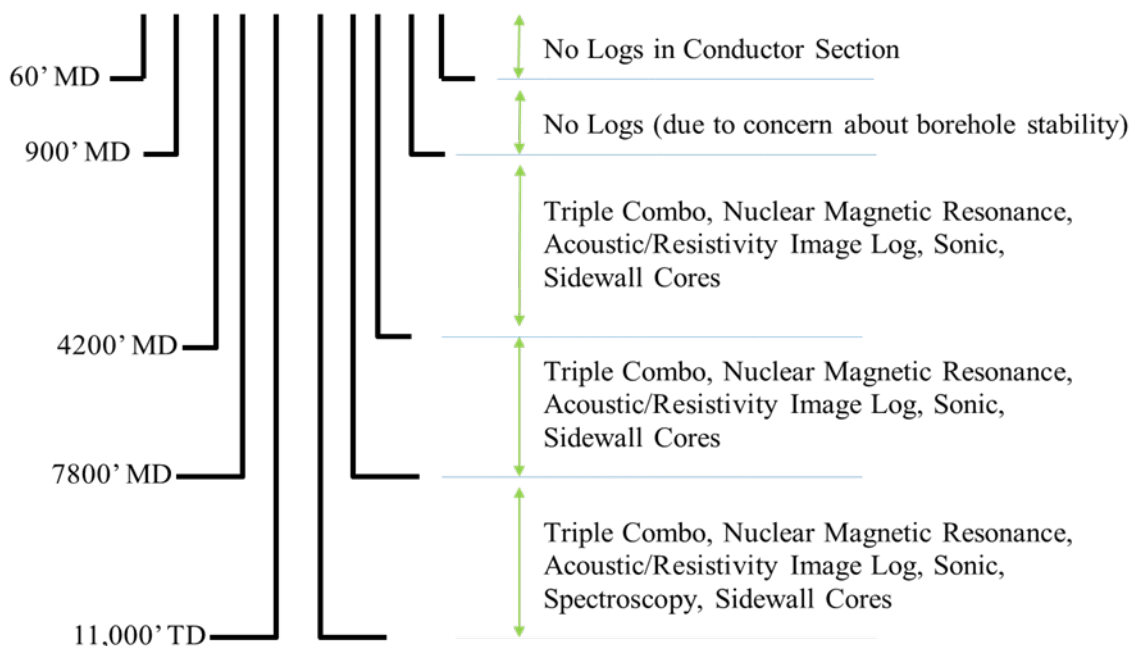 No Logs in Conductor Section
60’ MD
No Logs (due to concern about borehole stability)
900’ MD
Triple Combo, Nuclear Magnetic Resonance,
Acoustic/Resistivity Image Log, Sonic,
Sidewall Cores
4200’ MD
Triple Combo, Nuclear Magnetic Resonance,
Acoustic/Resistivity Image Log, Sonic,
Sidewall Cores
7800’ MD
Triple Combo, Nuclear Magnetic Resonance,
Acoustic/Resistivity Image Log, Sonic,
Spectroscopy, Sidewall Cores
11,000’ TD